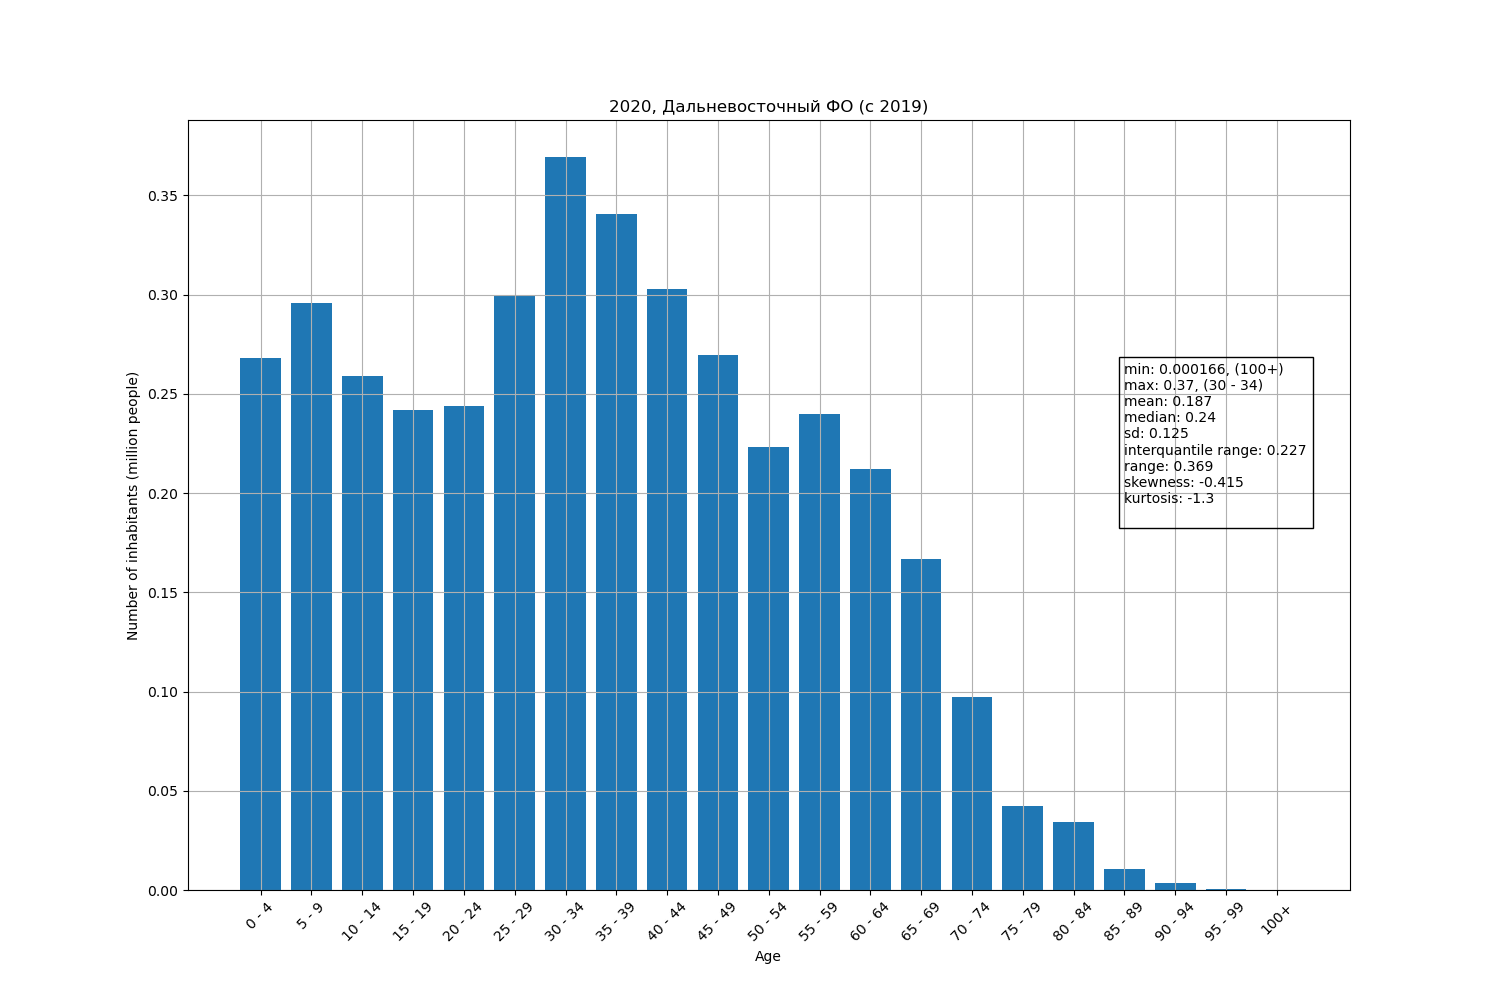 2020, Дальневосточный ФО (с 2019)
Number of inhabitants (million people)
0.35
0.30
0.25
0.20
0.15
0.10
0.05
0.00
min: 0.000166, (100+)
max: 0.37, (30 - 34)
mean: 0.187
median: 0.24
sd: 0.125
interquantile range: 0.227
range: 0.369
skewness: -0.415
kurtosis: -1.3
0 - 4
5 - 9
10 - 14
15 - 19
20 - 24
25 - 29
30 - 34
35 - 39
40 - 44
45 - 49
50 - 54
55 - 59
60 - 64
65 - 69
70 - 74
75 - 79
80 - 84
85 - 89
90 - 94
95 - 99
100+
Age